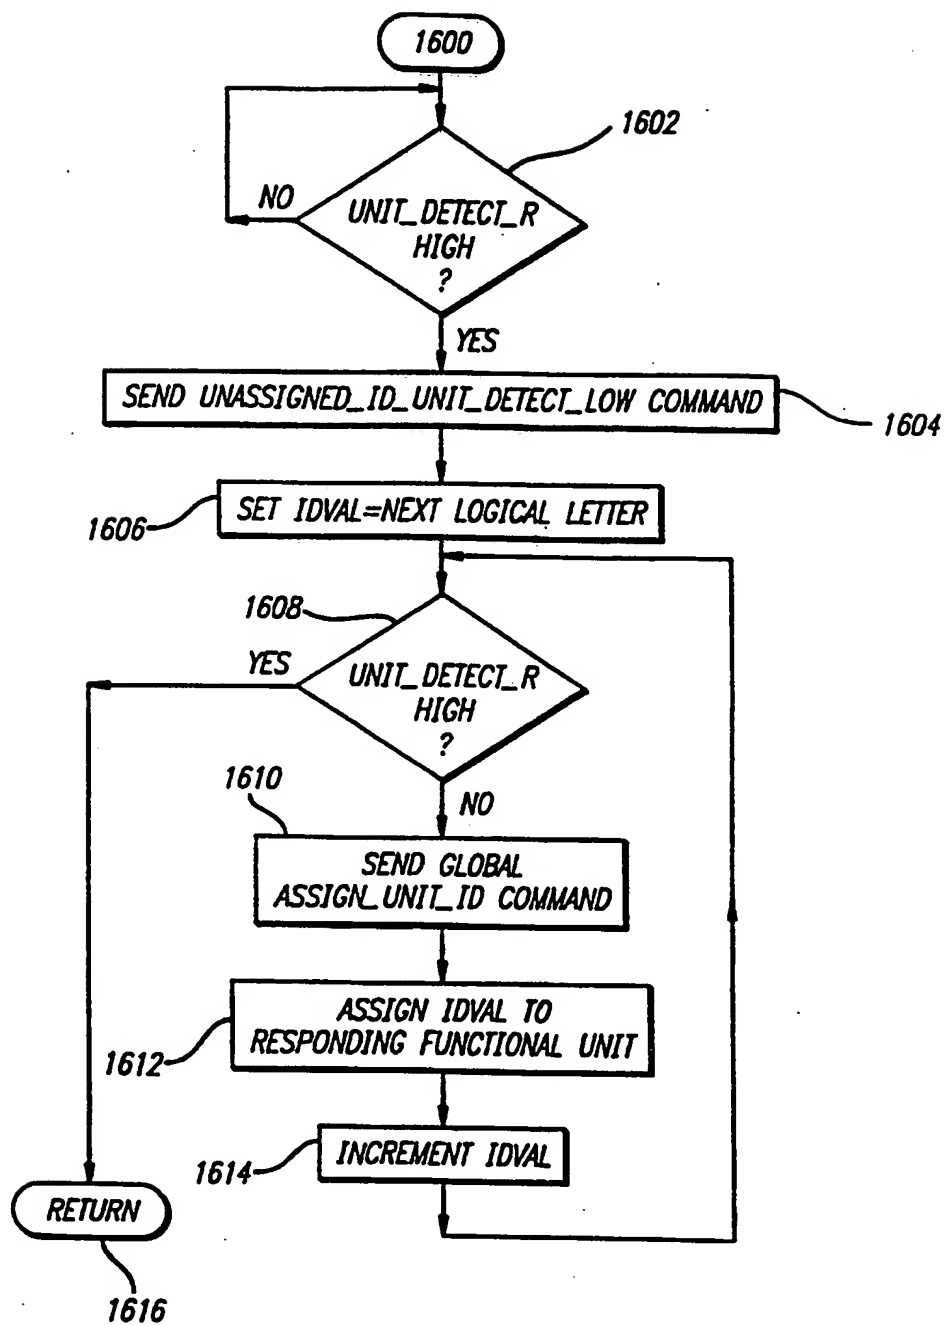 1600
1602
NO
UNIT_DETECT_R
HIGH
?
YES
SEND UNASSIGNED_ID_UNIT_DETECT_LOW COMMAND
1604
SET IDVAL=NEXT LOGICAL LETTER
1606
1608
YES
UNIT_DETECT_R
HIGH
?
1610
NO
SEND GLOBAL
ASSIGN_UNIT_ID COMMAND
ASSIGN IDVAL TO
RESPONDING FUNCTIONAL UNIT
1612
INCREMENT IDVAL
1614
RETURN
1616